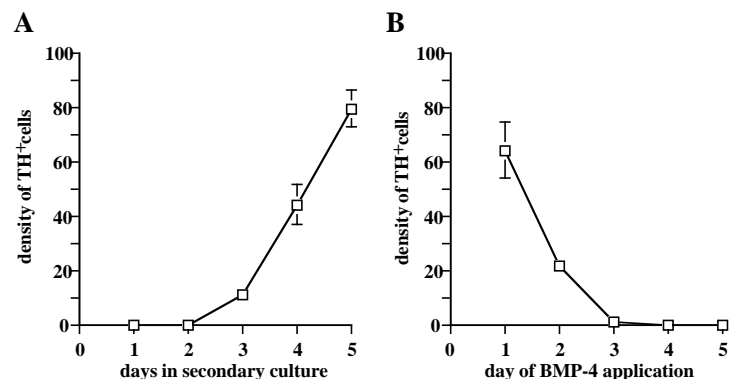 A
100
80
60
40
20
0
0 1 2 3 4 5
density of TH⁺cells
days in secondary culture
B
100
80
60
40
20
0
0 1 2 3 4 5
density of TH⁺cells
day of BMP-4 application